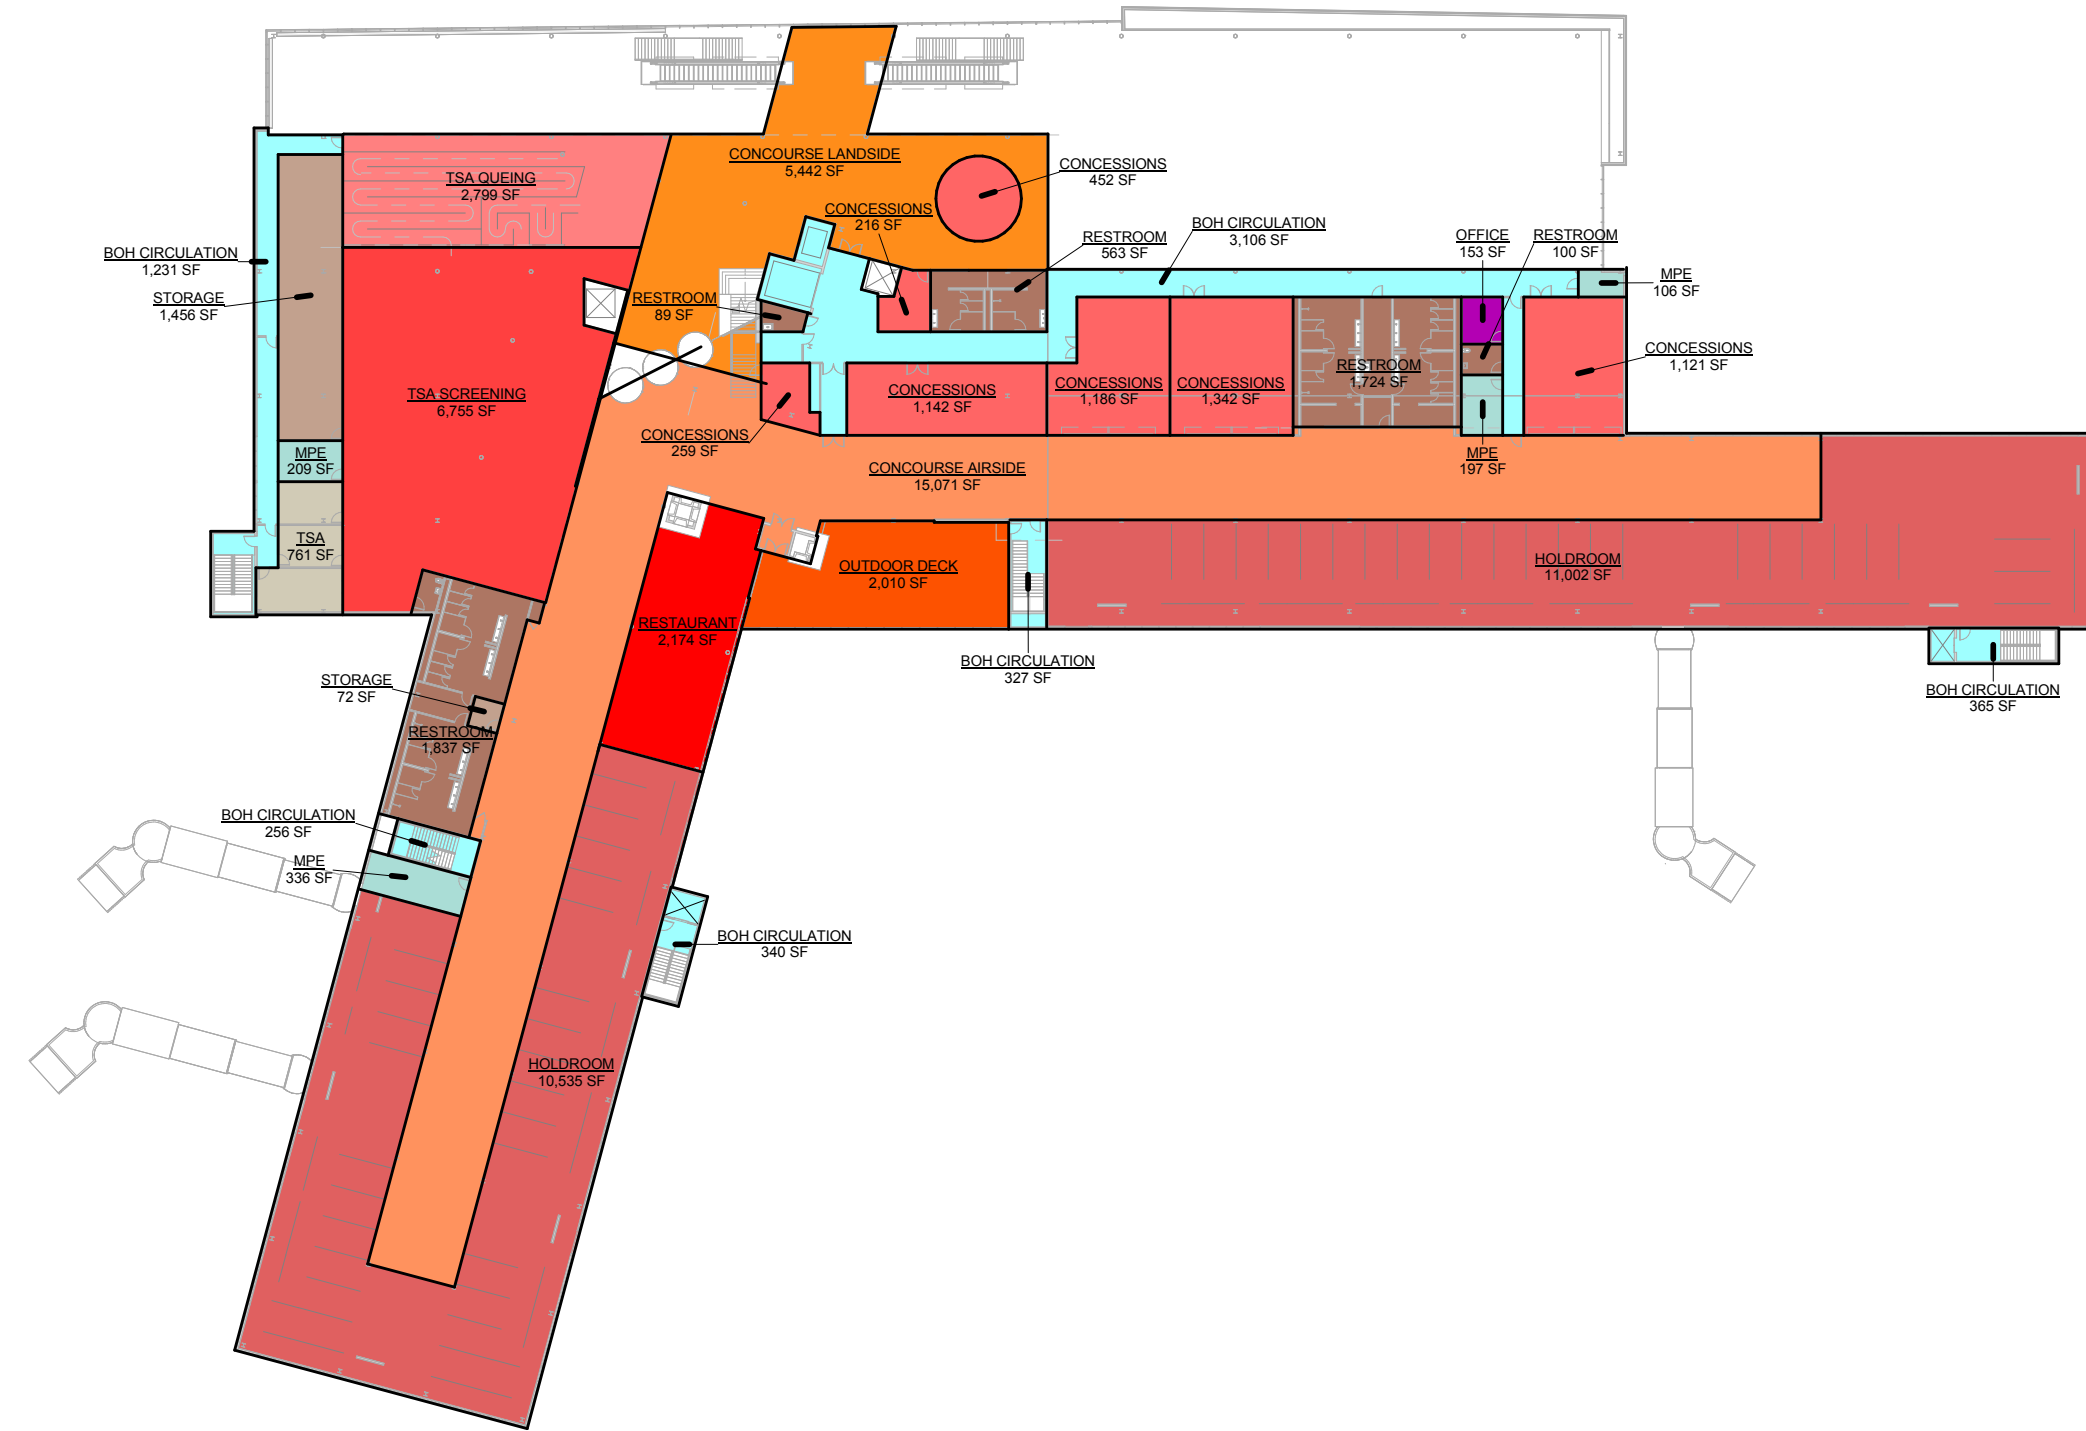 CONCOURSE LANDSIDE
5,442 SF
CONCESSIONS
452 SF
TSA QUEING
2,799 SF
CONCESSIONS
216 SF
BOH CIRCULATION
3,106 SF
RESTROOM
563 SF
OFFICE
153 SF
RESTROOM
100 SF
BOH CIRCULATION
1,231 SF
MPE
106 SF
STORAGE
1,456 SF
RESTROOM
89 SF
CONCESSIONS
1,121 SF
RESTROOM
1,724 SF
TSA SCREENING
6,755 SF
CONCESSIONS
1,142 SF
CONCESSIONS
1,186 SF
CONCESSIONS
1,342 SF
CONCESSIONS
259 SF
MPE
209 SF
MPE
197 SF
CONCOURSE AIRSIDE
15,071 SF
TSA
761 SF
OUTDOOR DECK
2,010 SF
HOLDROOM
11,002 SF
RESTAURANT
2,174 SF
BOH CIRCULATION
327 SF
STORAGE
72 SF
BOH CIRCULATION
365 SF
RESTROOM
1,837 SF
BOH CIRCULATION
256 SF
MPE
336 SF
BOH CIRCULATION
340 SF
HOLDROOM
10,535 SF